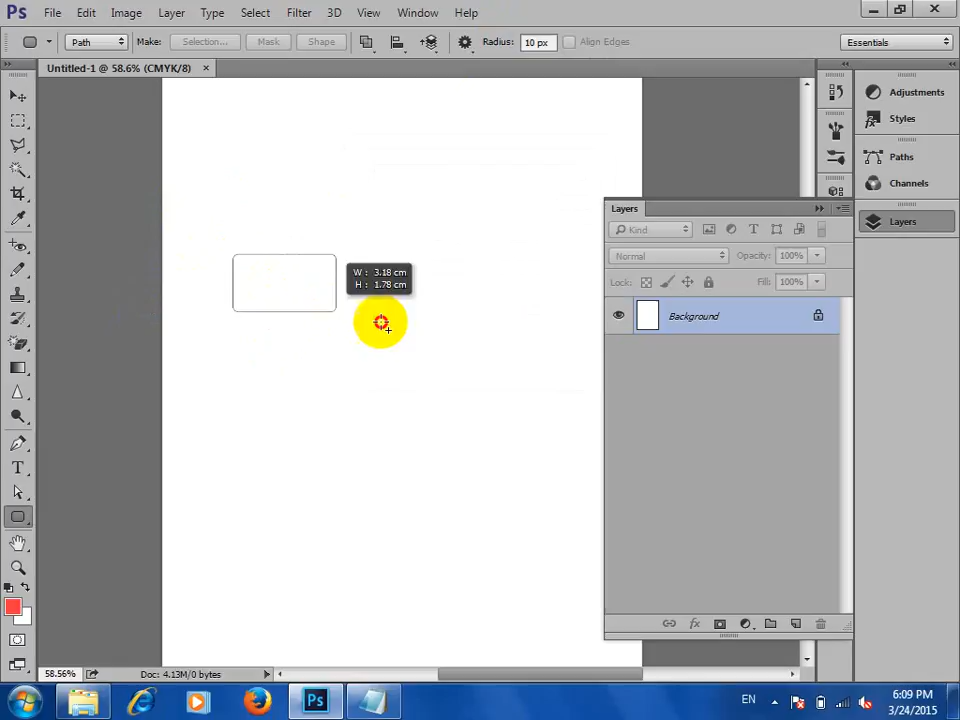 Ps File Edit Image Layer Type Select Filter 3D View Window Help
Path Make: Selection... Mask Shape Radius: 10 px Align Edges Essentials
Untitled-1 @ 58.6% (CMYK/8) ×
Adjustments
Styles
Paths
Channels
Layers
Layers
Kind
Normal Opacity: 100%
Lock: Fill: 100%
Background
W : 3.18 cm
H : 1.78 cm
58.56% Doc: 4.13M/0 bytes
Ps EN 6:09 PM
3/24/2015